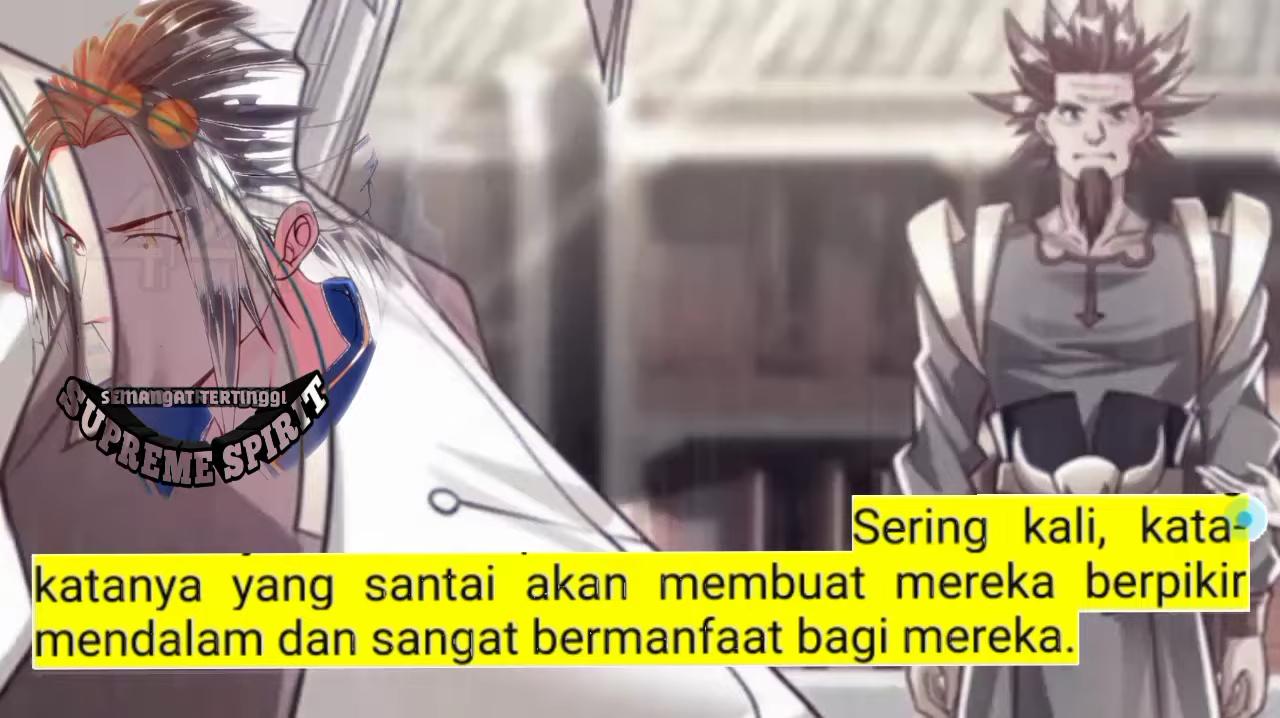 SEMANGAT TERTINGGI
SUPREME SPIRIT
Sering kali, kata-
katanya yang santai akan membuat mereka berpikir
mendalam dan sangat bermanfaat bagi mereka.